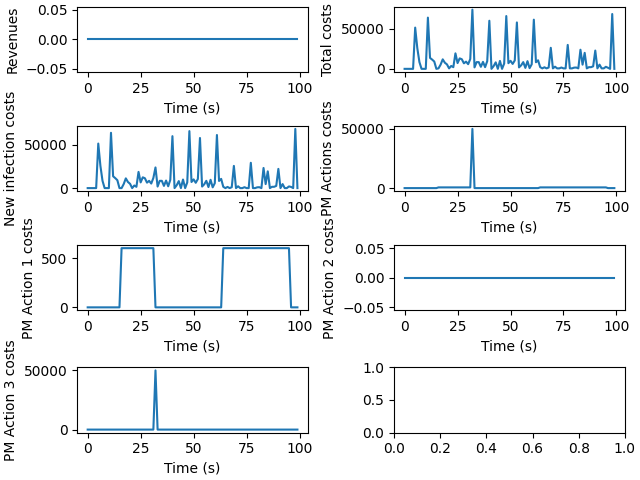 Revenues
0.05
0.00
−0.05
0 25 50 75 100
Time (s)
Total costs
50000
0
0 25 50 75 100
Time (s)
New infection costs
50000
0
0 25 50 75 100
Time (s)
PM Actions costs
50000
0
0 25 50 75 100
Time (s)
PM Action 1 costs
500
0
0 25 50 75 100
Time (s)
PM Action 2 costs
0.05
0.00
−0.05
0 25 50 75 100
Time (s)
PM Action 3 costs
50000
0
0 25 50 75 100
Time (s)
1.0
0.5
0.0
0.0 0.2 0.4 0.6 0.8 1.0